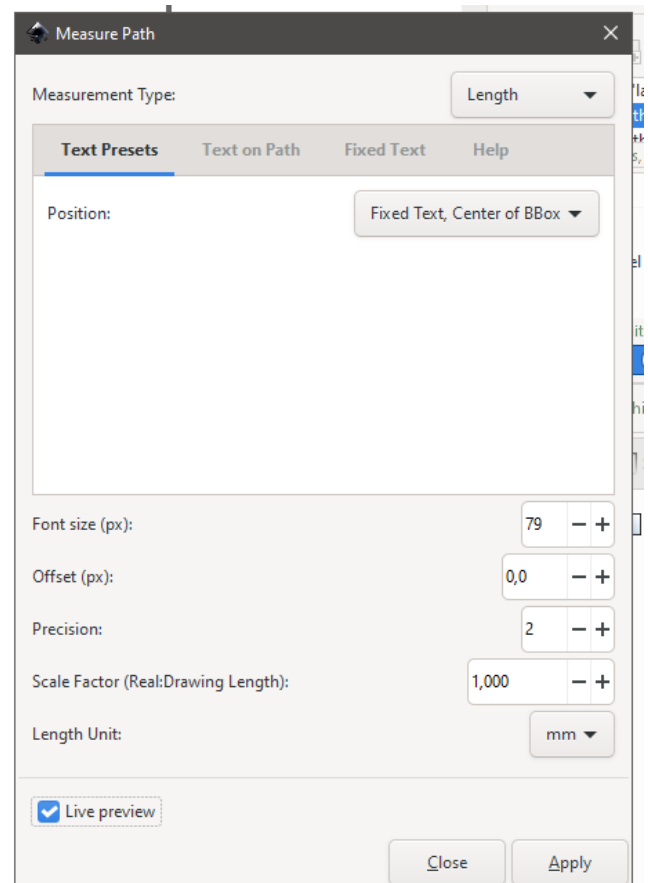 Measure Path
Measurement Type: Length
Text Presets Text on Path Fixed Text Help
Position: Fixed Text, Center of BBox
Font size (px): 79
Offset (px): 0,0
Precision: 2
Scale Factor (Real:Drawing Length): 1,000
Length Unit: mm
Live preview
Close Apply